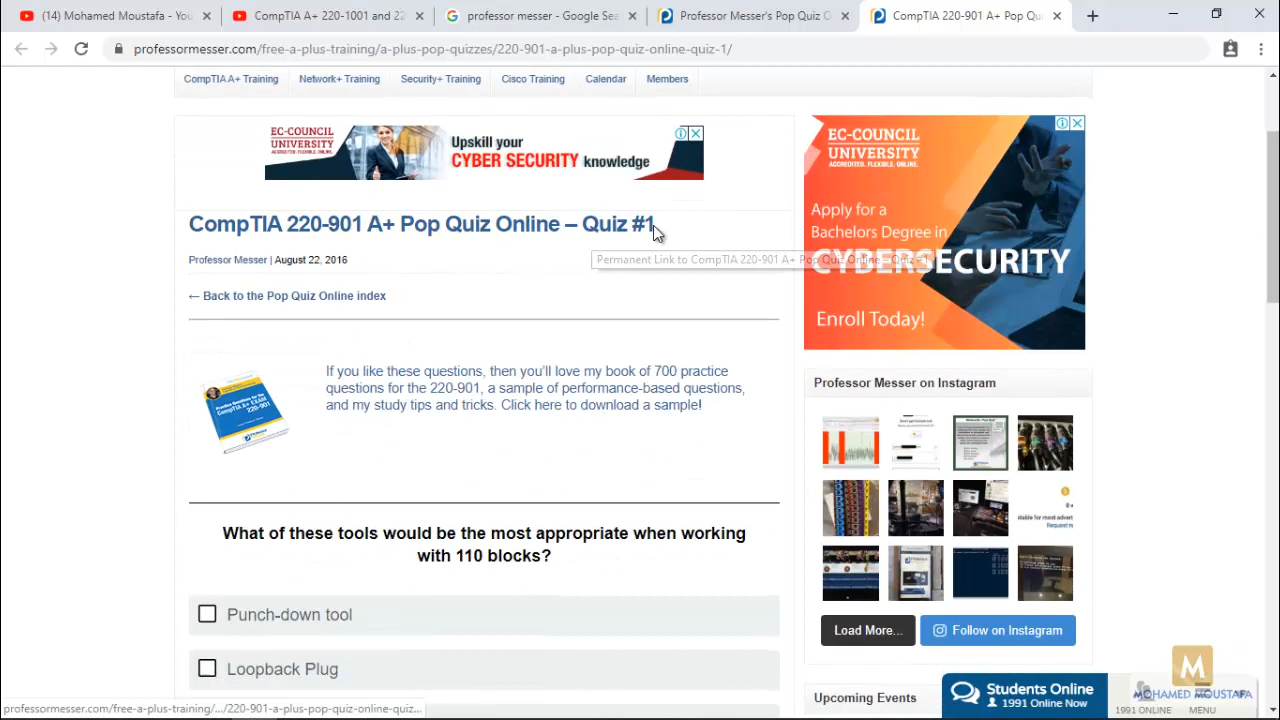 (14) Mohamed Moustafa - You
CompTIA A+ 220-1001 and 22
professor messer - Google Sea
Professor Messer's Pop Quiz O
CompTIA 220-901 A+ Pop Qu
professormesser.com/free-a-plus-training/a-plus-pop-quizzes/220-901-a-plus-pop-quiz-online-quiz-1/
CompTIA A+ Training
Network+ Training
Security+ Training
Cisco Training
Calendar
Members
EC-COUNCIL
UNIVERSITY
ACCREDITED. FLEXIBLE. ONLINE.
Upskill your
CYBER SECURITY knowledge
CompTIA 220-901 A+ Pop Quiz Online – Quiz #1
Permanent Link to CompTIA 220-901 A+ Pop Quiz Online – Quiz #1
Professor Messer | August 22, 2016
← Back to the Pop Quiz Online index
If you like these questions, then you'll love my book of 700 practice
questions for the 220-901, a sample of performance-based questions,
and my study tips and tricks. Click here to download a sample!
What of these tools would be the most appropriate when working
with 110 blocks?
Punch-down tool
Loopback Plug
EC-COUNCIL
UNIVERSITY
ACCREDITED. FLEXIBLE. ONLINE.
Apply for a
Bachelors Degree in
CYBERSECURITY
Enroll Today!
Professor Messer on Instagram
Load More...
Follow on Instagram
Upcoming Events
Students Online
1991 Online Now
M
MOHAMED MOUSTAFA
1991 ONLINE
MENU
professormesser.com/free-a-plus-training/.../220-901-a-plus-pop-quiz-online-quiz...